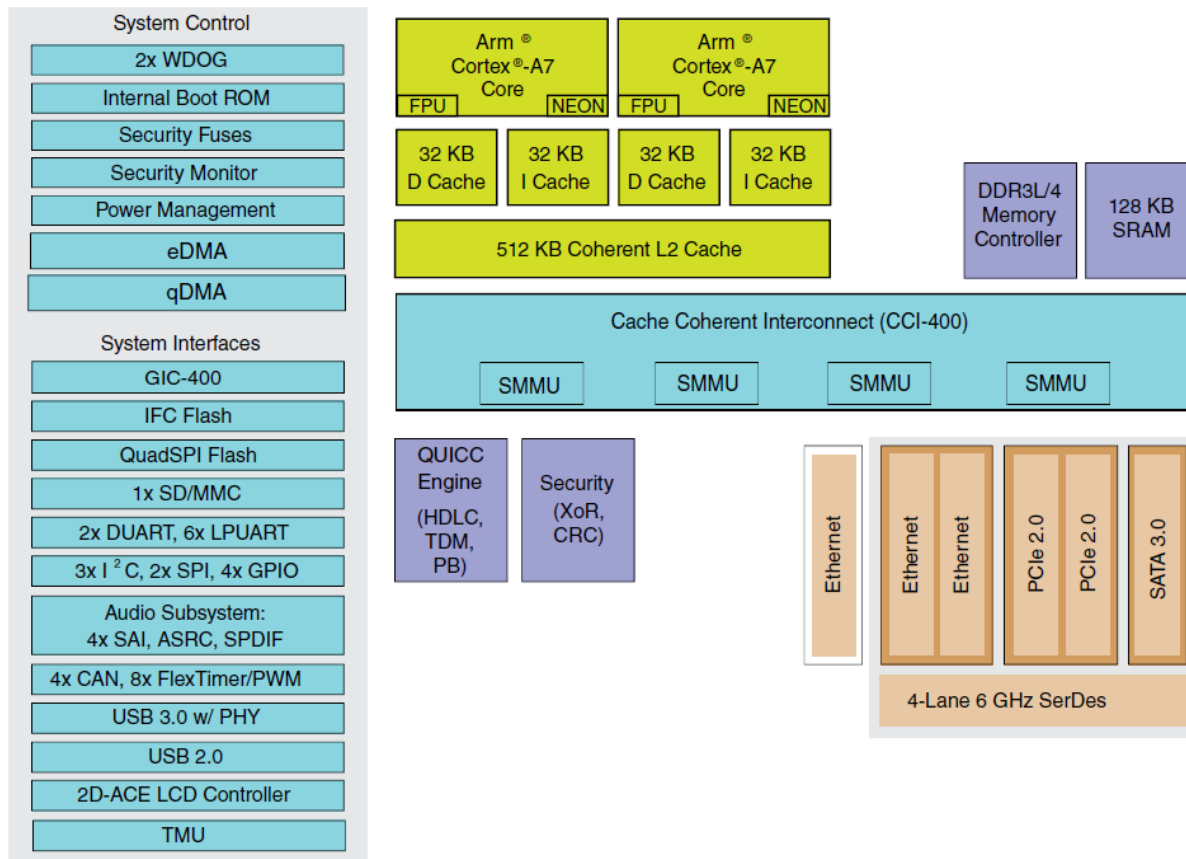 System Control
2x WDOG
Internal Boot ROM
Security Fuses
Security Monitor
Power Management
eDMA
qDMA
System Interfaces
GIC-400
IFC Flash
QuadSPI Flash
1x SD/MMC
2x DUART, 6x LPUART
3x I ² C, 2x SPI, 4x GPIO
Audio Subsystem:
4x SAI, ASRC, SPDIF
4x CAN, 8x FlexTimer/PWM
USB 3.0 w/ PHY
USB 2.0
2D-ACE LCD Controller
TMU
Arm ®
Cortex®-A7
Core
FPU
NEON
Arm ®
Cortex®-A7
Core
FPU
NEON
32 KB
D Cache
32 KB
I Cache
32 KB
D Cache
32 KB
I Cache
512 KB Coherent L2 Cache
DDR3L/4
Memory
Controller
128 KB
SRAM
Cache Coherent Interconnect (CCI-400)
SMMU
SMMU
SMMU
SMMU
QUICC
Engine
(HDLC,
TDM,
PB)
Security
(XoR,
CRC)
Ethernet
Ethernet
Ethernet
PCIe 2.0
PCIe 2.0
SATA 3.0
4-Lane 6 GHz SerDes